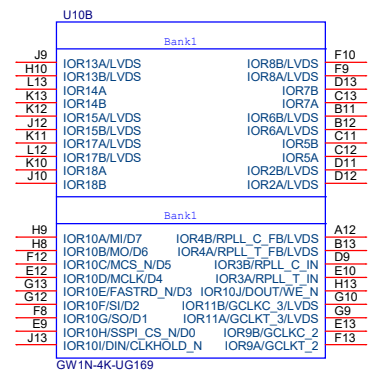 U10B
Bank1
J9 IOR13A/LVDS IOR8B/LVDS F10
H10 IOR13B/LVDS IOR8A/LVDS F9
L13 IOR14A IOR7B D13
K13 IOR14B IOR7A C13
K12 IOR15A/LVDS IOR6B/LVDS B11
J12 IOR15B/LVDS IOR6A/LVDS B12
K11 IOR17A/LVDS IOR5B C11
L12 IOR17B/LVDS IOR5A C12
K10 IOR18A IOR2B/LVDS D11
J10 IOR18B IOR2A/LVDS D12
Bank1
H9 IOR10A/MI/D7 IOR4B/RPLL_C_FB/LVDS A12
H8 IOR10B/MO/D6 IOR4A/RPLL_T_FB/LVDS B13
F12 IOR10C/MCS_N/D5 IOR3B/RPLL_C_IN D9
E12 IOR10D/MCLK/D4 IOR3A/RPLL_T_IN E10
G13 IOR10E/FASTRD_N/D3 IOR10J/DOUT/WE_N H13
G12 IOR10F/SI/D2 IOR11B/GCLKC_3/LVDS G10
F8 IOR10G/SO/D1 IOR11A/GCLKT_3/LVDS G9
E9 IOR10H/SSPI_CS_N/D0 IOR9B/GCLKC_2 E13
J13 IOR10I/DIN/CLKHOLD_N IOR9A/GCLKT_2 F13
GW1N-4K-UG169